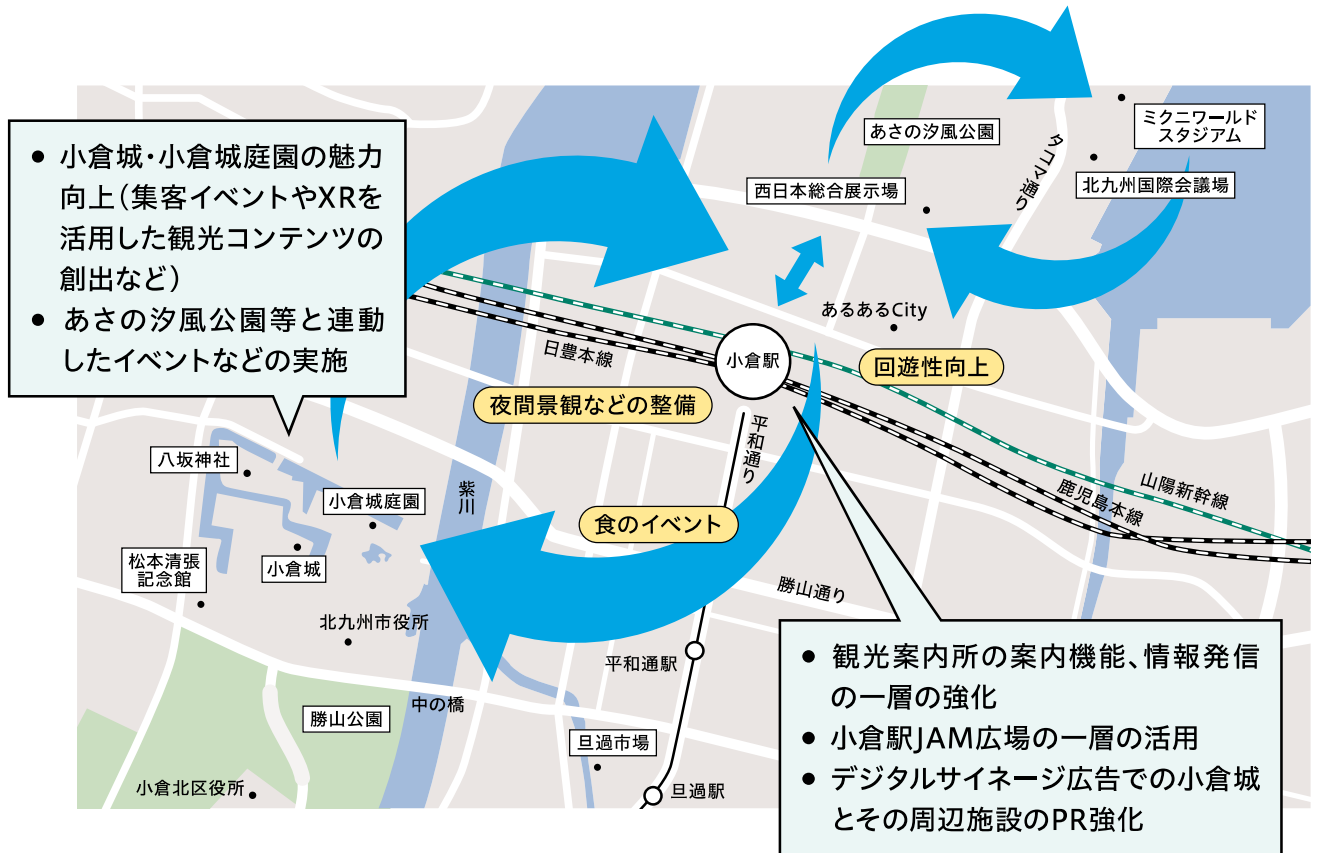 ● 小倉城・小倉城庭園の魅力
向上(集客イベントやXRを
活用した観光コンテンツの
創出など)
● あさの汐風公園等と連動
したイベントなどの実施
あさの汐風公園
ミクニワールド
スタジアム
タコマ通り
西日本総合展示場
北九州国際会議場
あるあるCity
小倉駅
日豊本線
回遊性向上
夜間景観などの整備
平和通り
八坂神社
小倉城庭園
紫川
食のイベント
山陽新幹線
鹿児島本線
松本清張
記念館
小倉城
勝山通り
北九州市役所
平和通駅
中の橋
勝山公園
旦過市場
小倉北区役所
旦過駅
● 観光案内所の案内機能、情報発信
の一層の強化
● 小倉駅JAM広場の一層の活用
● デジタルサイネージ広告での小倉城
とその周辺施設のPR強化